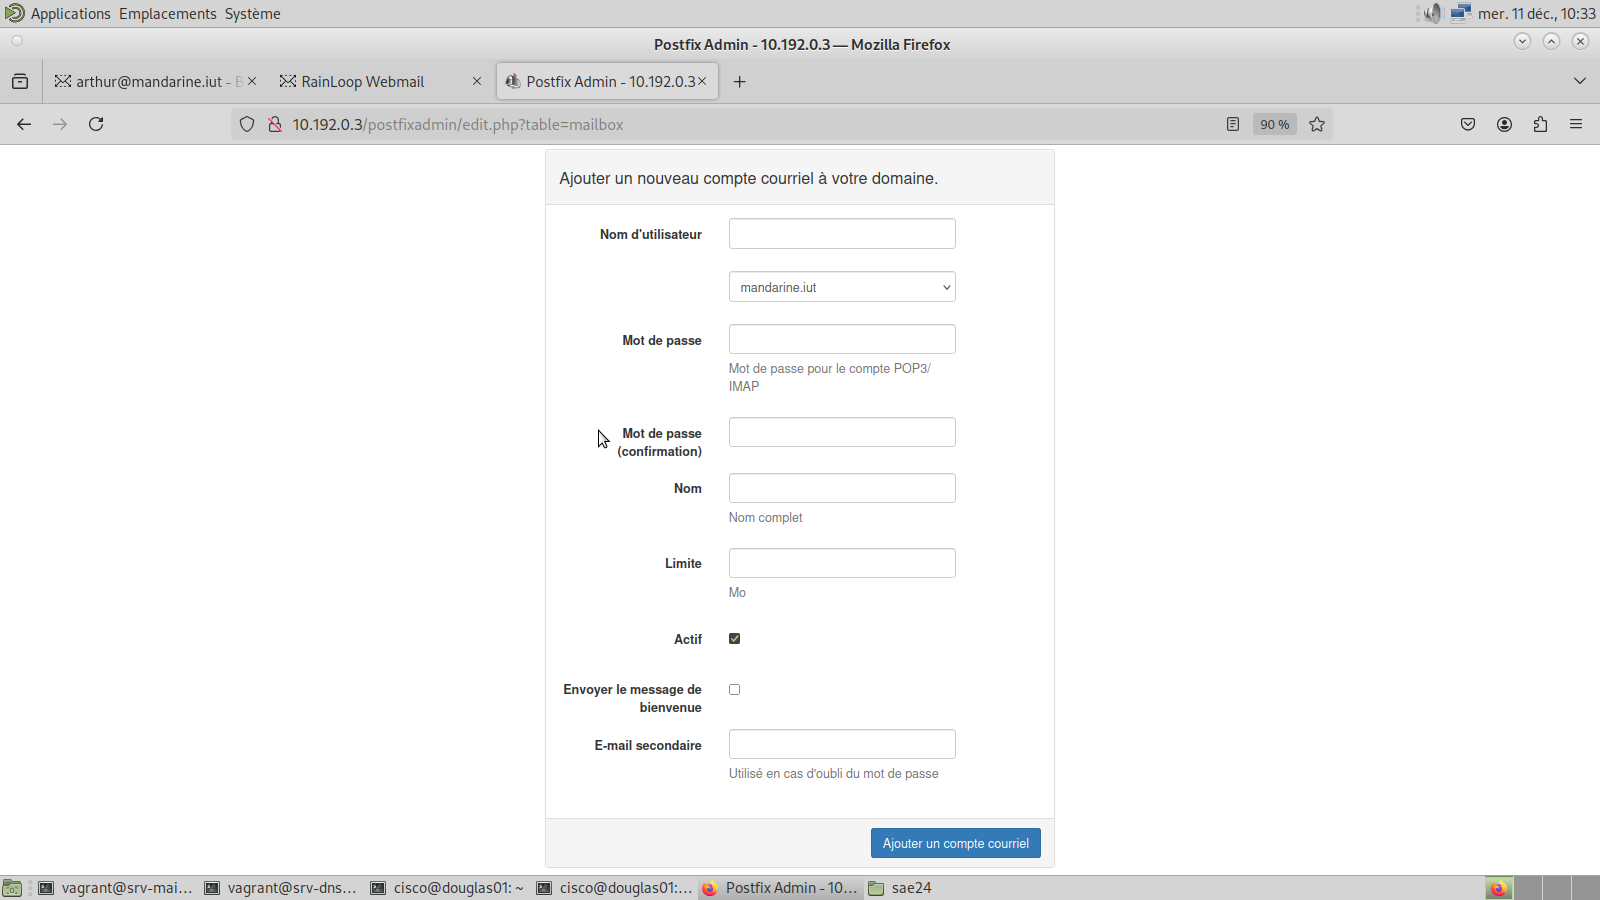 Applications Emplacements Système
mer. 11 déc., 10:33
Postfix Admin - 10.192.0.3 — Mozilla Firefox
arthur@mandarine.iut -
RainLoop Webmail
Postfix Admin - 10.192.0.3
10.192.0.3/postfixadmin/edit.php?table=mailbox
90 %
Ajouter un nouveau compte courriel à votre domaine.
Nom d'utilisateur
mandarine.iut
Mot de passe
Mot de passe pour le compte POP3/
IMAP
Mot de passe
(confirmation)
Nom
Nom complet
Limite
Mo
Actif
Envoyer le message de
bienvenue
E-mail secondaire
Utilisé en cas d'oubli du mot de passe
Ajouter un compte courriel
vagrant@srv-mai...
vagrant@srv-dns...
cisco@douglas01: ~
cisco@douglas01:...
Postfix Admin - 10...
sae24